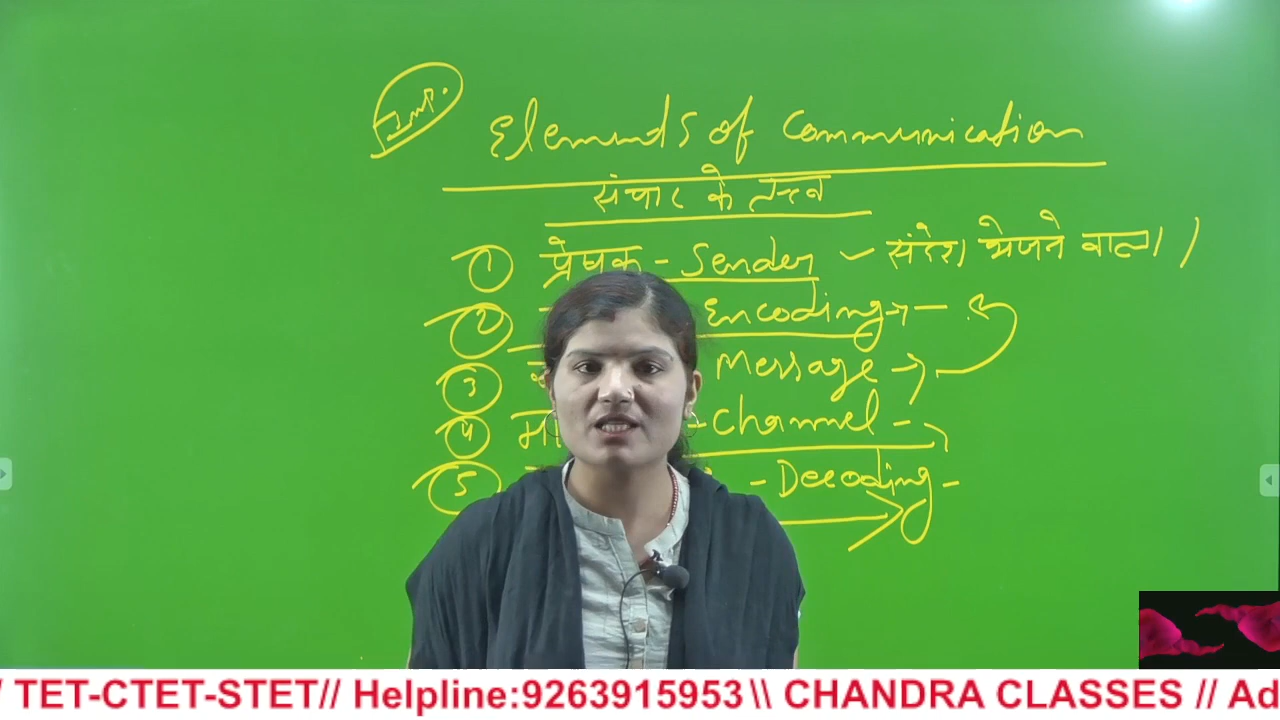 Imp.
Elements of Communication
संचार के तत्त्व
① प्रेषक - Sender - संदेश भेजने वाला।
② Encoding → -
③ Message →
④ मा - Channel -
⑤ - Decoding -
// TET-CTET-STET// Helpline:9263915953 \\ CHANDRA CLASSES // Ad